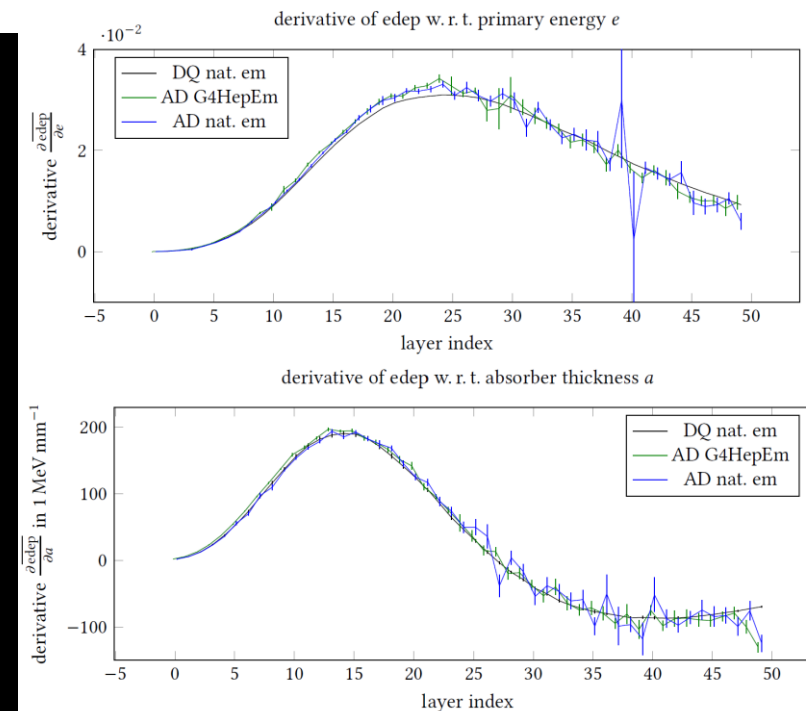 derivative of edep w. r. t. primary energy e
·10⁻²
DQ nat. em
AD G4HepEm
AD nat. em
4
2
0
derivative ∂ edep / ∂e
−5 0 5 10 15 20 25 30 35 40 45 50
layer index
derivative of edep w. r. t. absorber thickness a
DQ nat. em
AD G4HepEm
AD nat. em
200
100
0
−100
derivative ∂ edep / ∂a in 1 MeV mm⁻¹
−5 0 5 10 15 20 25 30 35 40 45 50
layer index